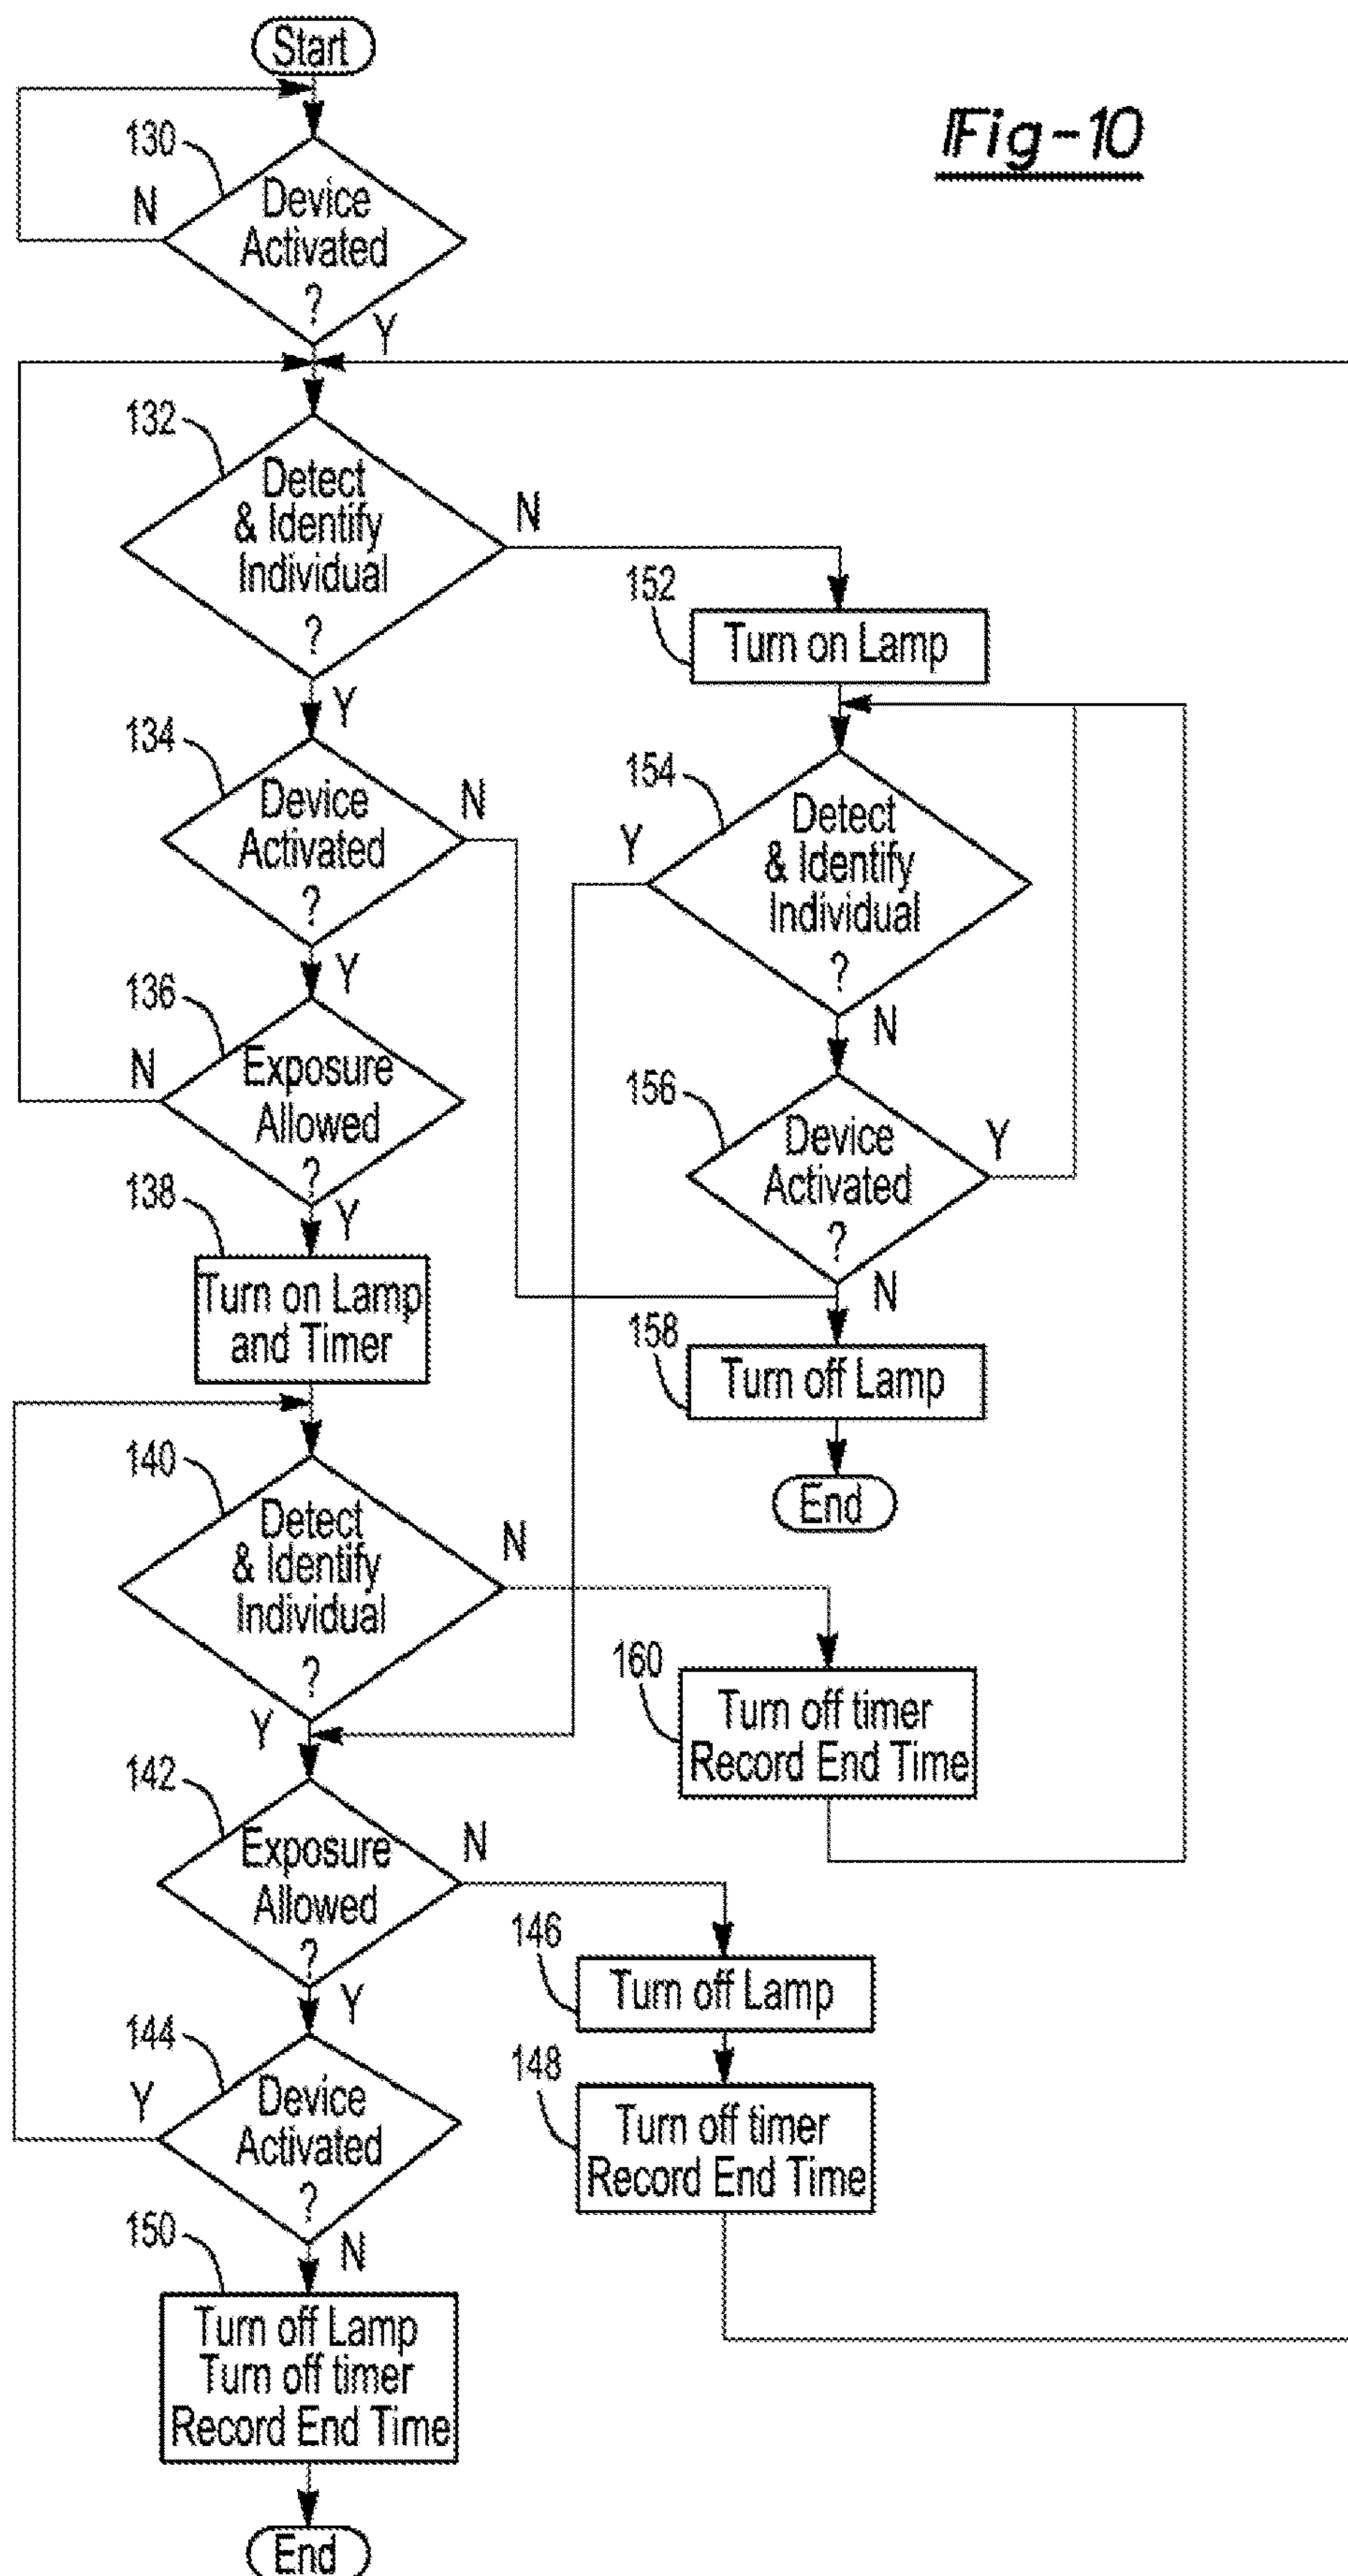 Start
Fig-10
130
N
Device
Activated
?
Y
132
Detect
& Identify
Individual
?
N
Y
152
Turn on Lamp
134
Device
Activated
?
N
Y
154
Y
Detect
& Identify
Individual
?
N
136
N
Exposure
Allowed
?
Y
156
Device
Activated
?
Y
N
138
Turn on Lamp
and Timer
158
Turn off Lamp
End
140
Detect
& Identify
Individual
?
N
Y
160
Turn off timer
Record End Time
142
Exposure
Allowed
?
N
Y
146
Turn off Lamp
144
Y
Device
Activated
?
N
148
Turn off timer
Record End Time
150
Turn off Lamp
Turn off timer
Record End Time
End